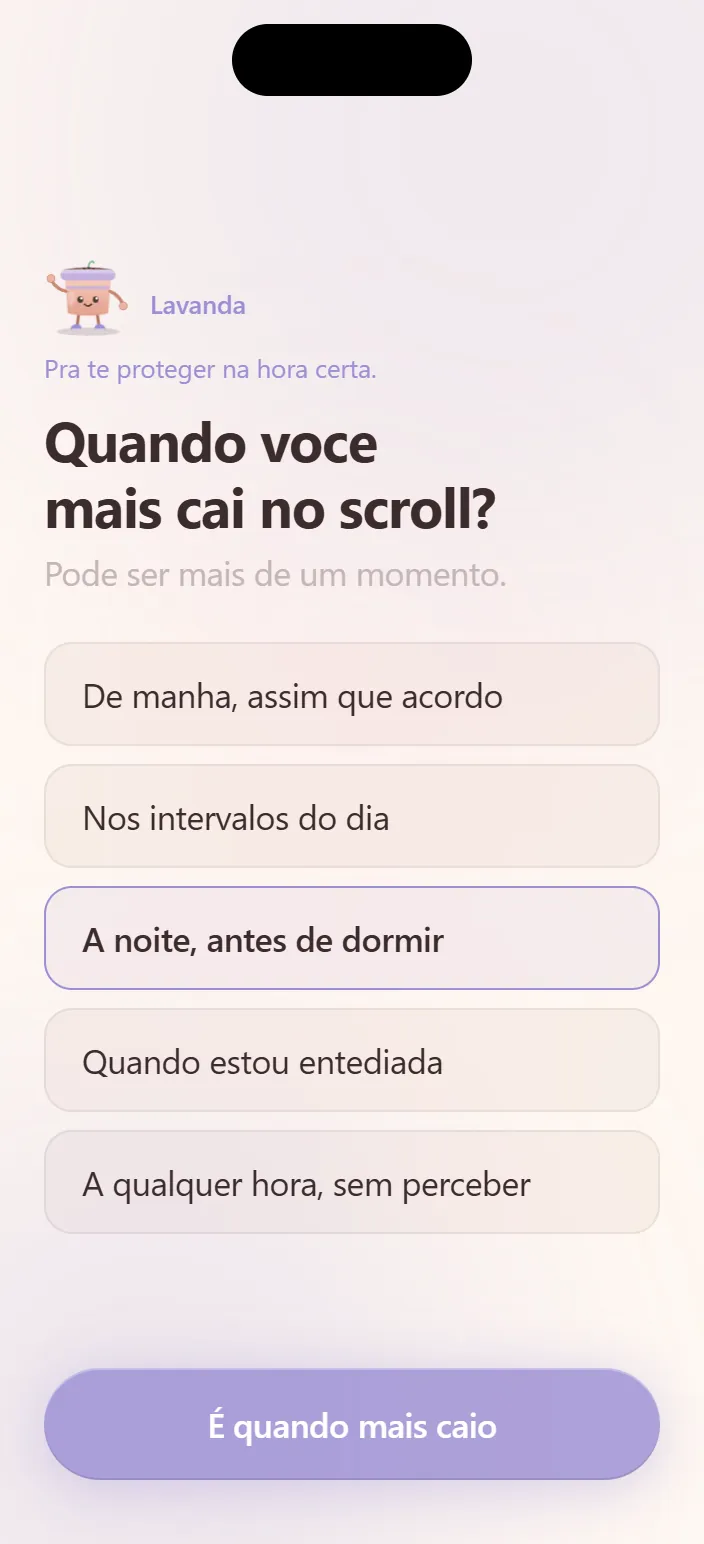 Lavanda
Pra te proteger na hora certa.
Quando voce
mais cai no scroll?
Pode ser mais de um momento.
De manha, assim que acordo
Nos intervalos do dia
A noite, antes de dormir
Quando estou entediada
A qualquer hora, sem perceber
É quando mais caio